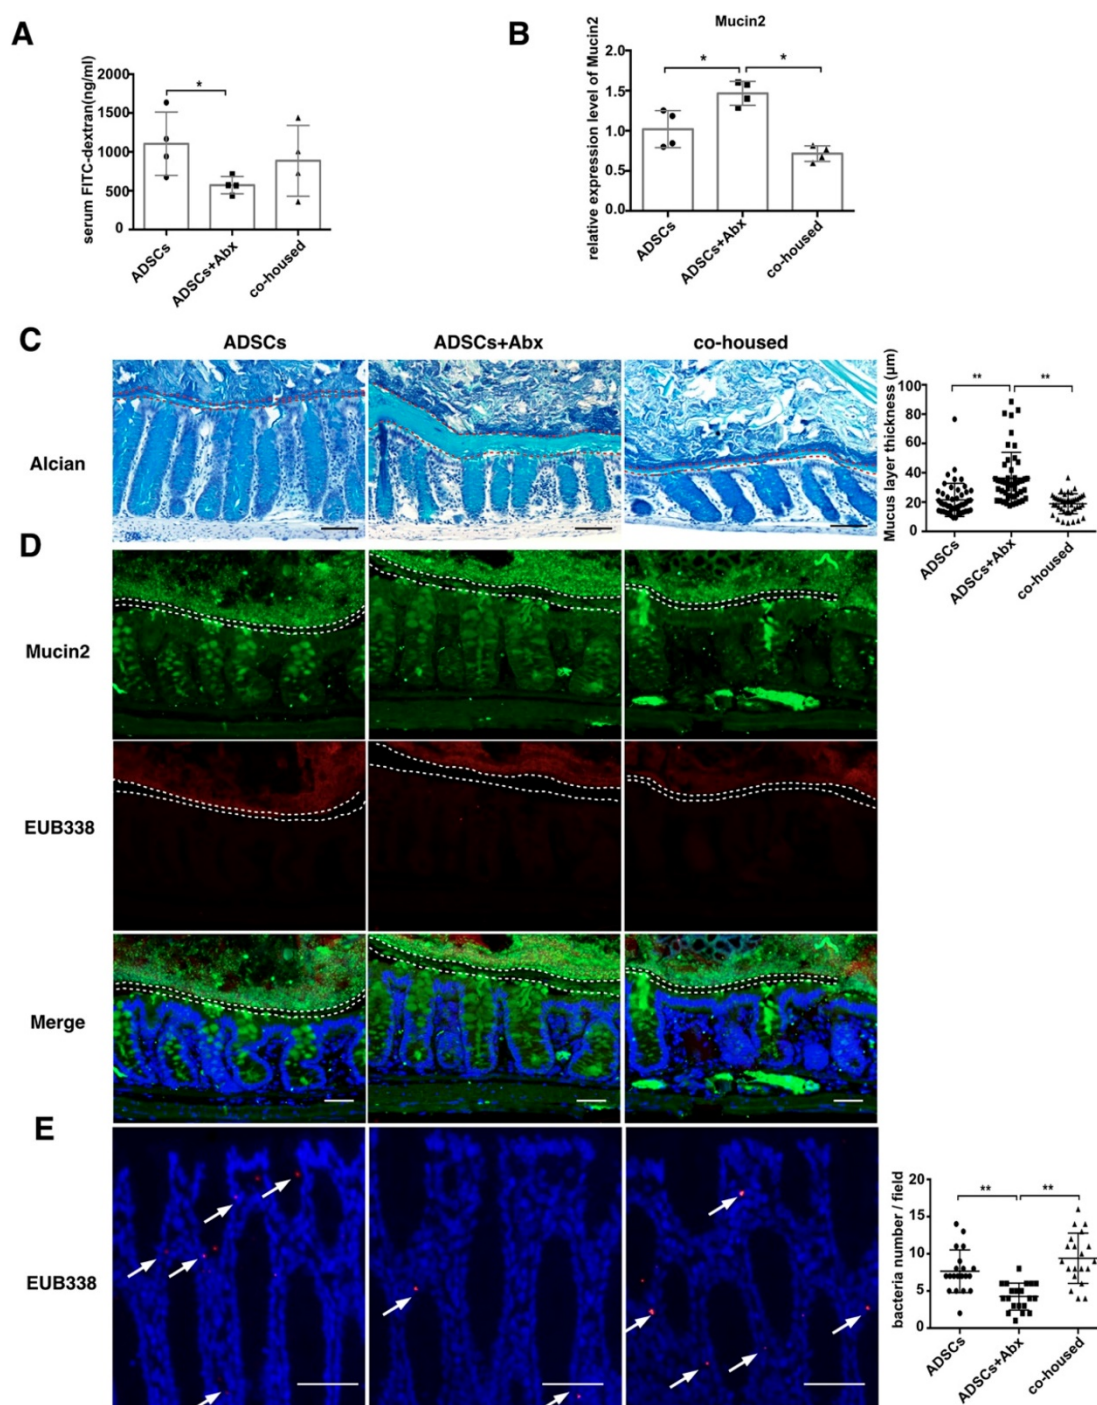 A
serum FITC-dextran(ng/ml)
2000
1500
1000
500
0
*
ADSCs
ADSCs+Abx
co-housed
B
Mucin2
relative expression level of Mucin2
2.0
1.5
1.0
0.5
0.0
*
*
ADSCs
ADSCs+Abx
co-housed
C
ADSCs
ADSCs+Abx
co-housed
Alcian
Mucus layer thickness (μm)
100
80
60
40
20
0
**
**
ADSCs
ADSCs+Abx
co-housed
D
Mucin2
EUB338
Merge
E
EUB338
bacteria number / field
20
15
10
5
0
**
**
ADSCs
ADSCs+Abx
co-housed